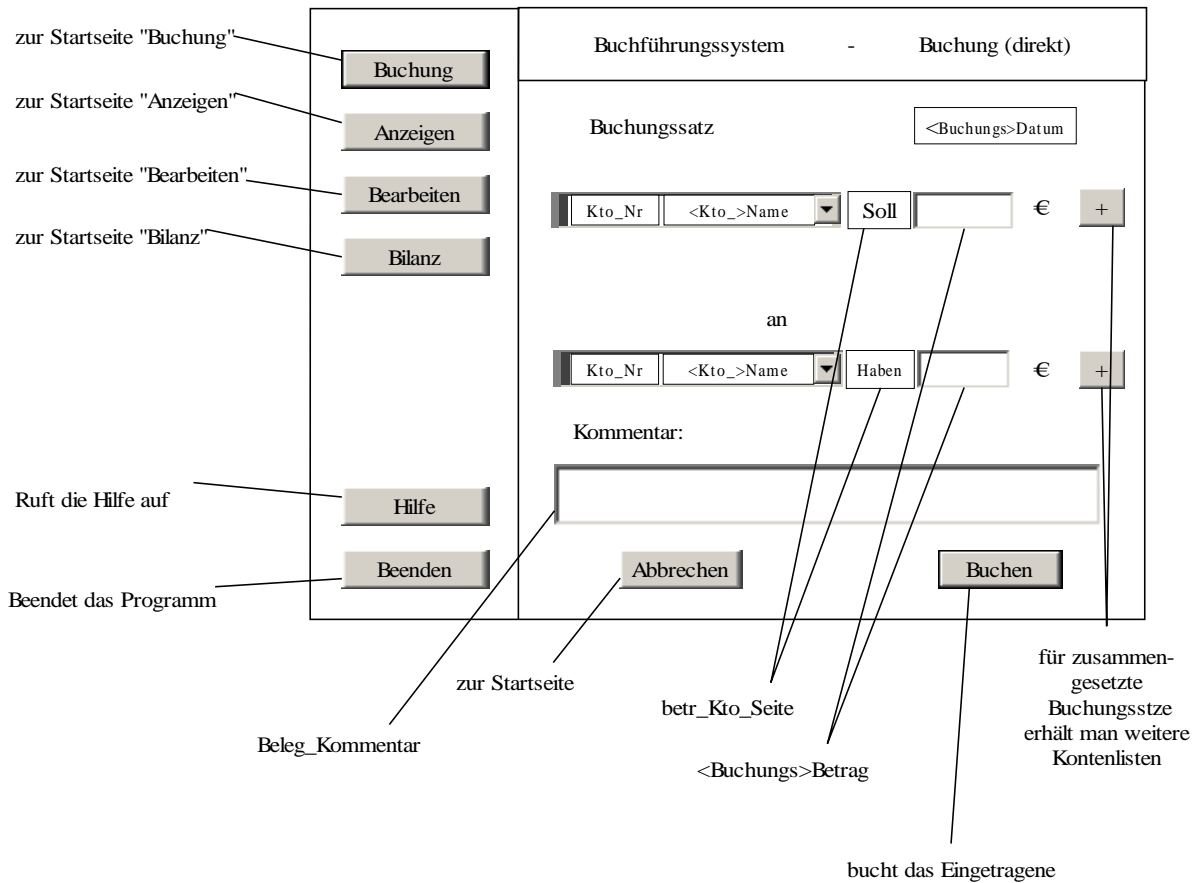 zur Startseite "Buchung"
zur Startseite "Anzeigen"
zur Startseite "Bearbeiten"
zur Startseite "Bilanz"
Ruft die Hilfe auf
Beendet das Programm
Buchung
Anzeigen
Bearbeiten
Bilanz
Hilfe
Beenden
Buchführungssystem - Buchung (direkt)
Buchungssatz <Buchungs>Datum
Kto_Nr <Kto_>Name Soll € +
an
Kto_Nr <Kto_>Name Haben € +
Kommentar:
Abbrechen Buchen
zur Startseite
Beleg_Kommentar
betr_Kto_Seite
<Buchungs>Betrag
für zusammen-
gesetzte
Buchungsstze
erhält man weitere
Kontenlisten
bucht das Eingetragene